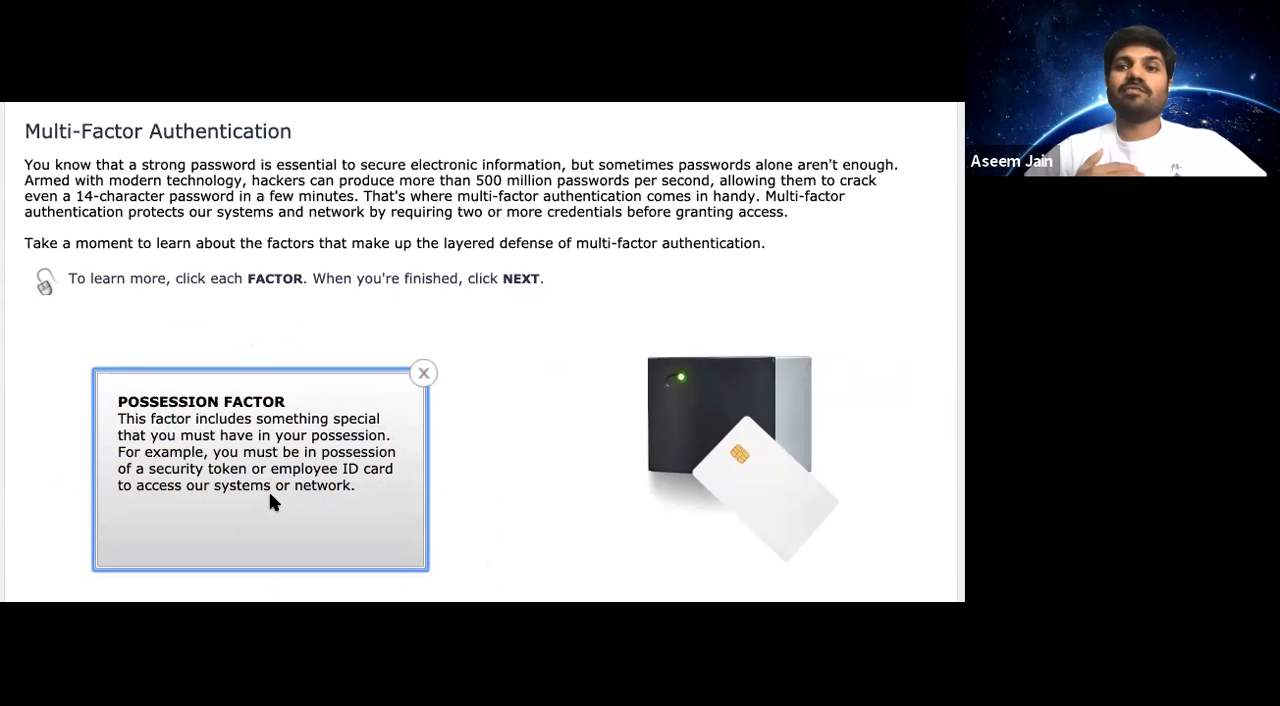 Multi-Factor Authentication
You know that a strong password is essential to secure electronic information, but sometimes passwords alone aren't enough.
Armed with modern technology, hackers can produce more than 500 million passwords per second, allowing them to crack
even a 14-character password in a few minutes. That's where multi-factor authentication comes in handy. Multi-factor
authentication protects our systems and network by requiring two or more credentials before granting access.
Take a moment to learn about the factors that make up the layered defense of multi-factor authentication.
To learn more, click each FACTOR. When you're finished, click NEXT.
POSSESSION FACTOR
This factor includes something special
that you must have in your possession.
For example, you must be in possession
of a security token or employee ID card
to access our systems or network.
Aseem Jain